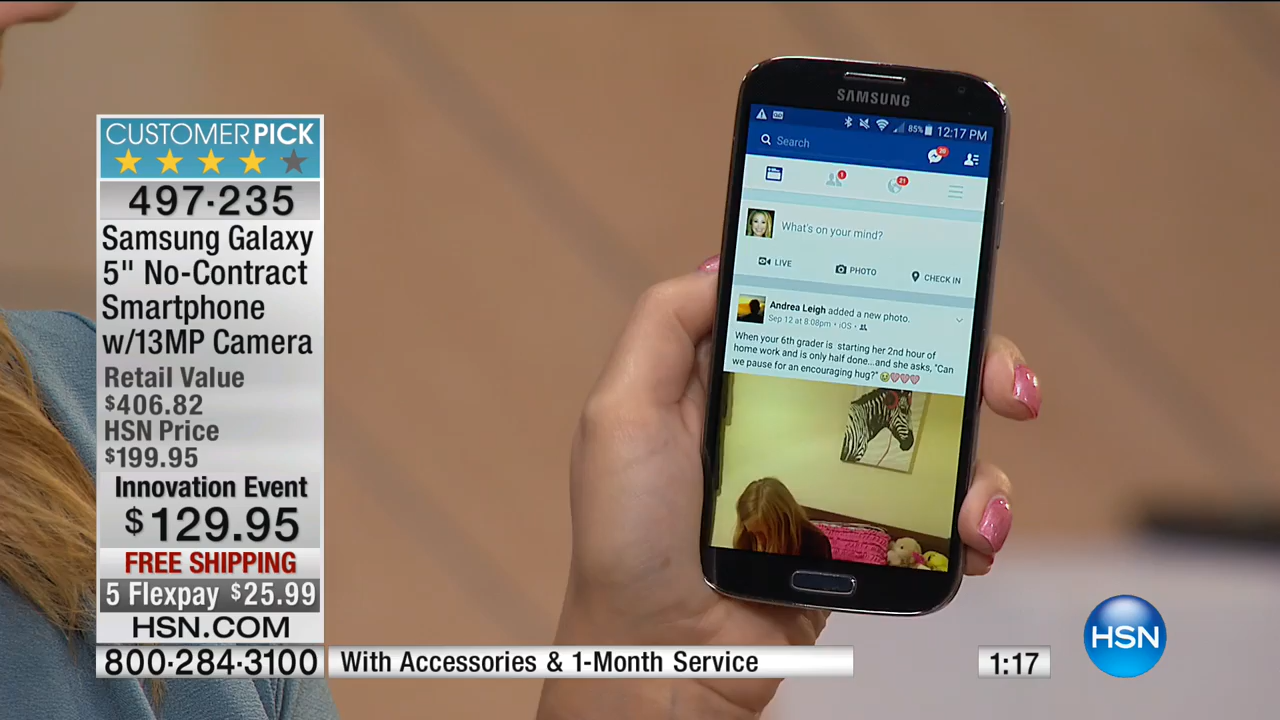 CUSTOMER PICK
497·235
Samsung Galaxy
5" No-Contract
Smartphone
w/13MP Camera
Retail Value
$406.82
HSN Price
$199.95
Innovation Event
$129.95
FREE SHIPPING
5 Flexpay $25.99
HSN.COM
800·284·3100
With Accessories & 1-Month Service
1:17
HSN
SAMSUNG
85% 12:17 PM
Search
20
1
21
What's on your mind?
LIVE
PHOTO
CHECK IN
Andrea Leigh added a new photo.
Sep 12 at 8:08pm • iOS •
When your 6th grader is starting her 2nd hour of
home work and is only half done...and she asks, "Can
we pause for an encouraging hug?"